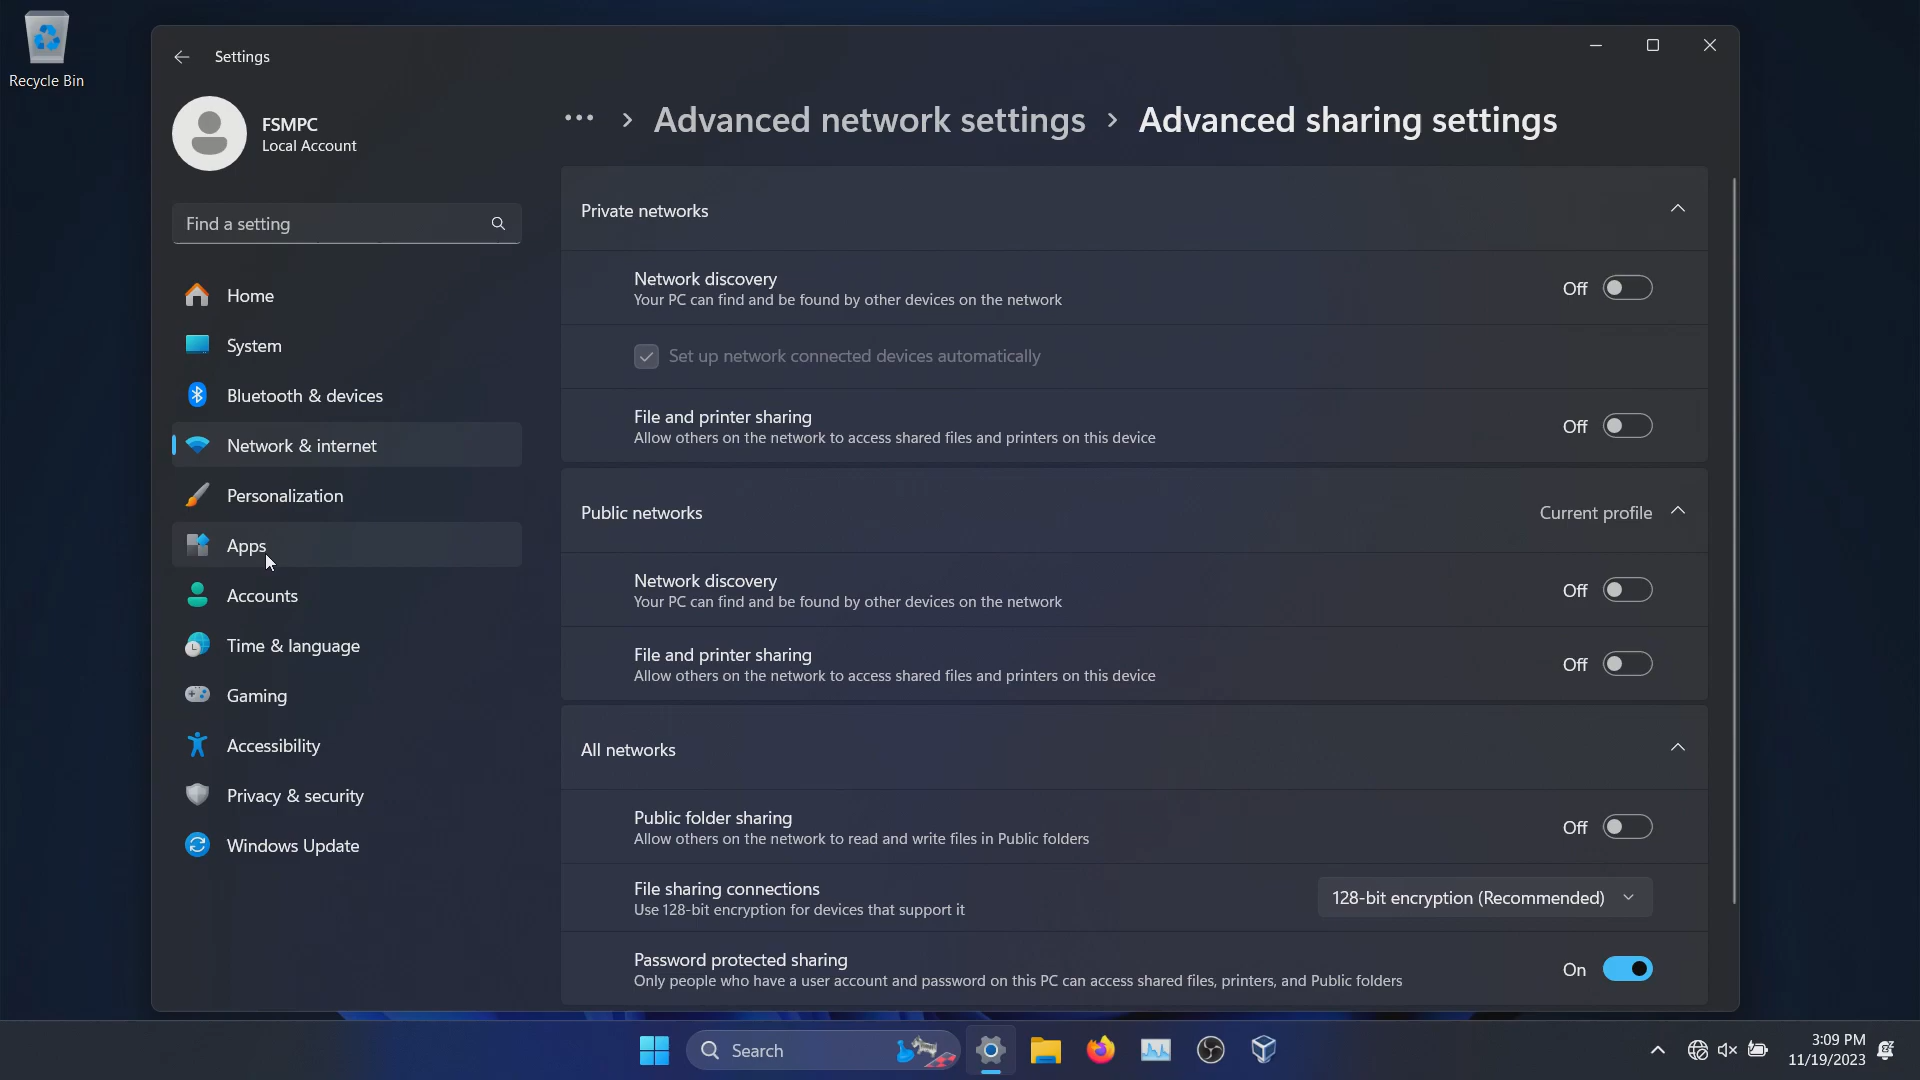 Recycle Bin
Settings
FSMPC
Local Account
Find a setting
Home
System
Bluetooth & devices
Network & internet
Personalization
Apps
Accounts
Time & language
Gaming
Accessibility
Privacy & security
Windows Update
··· > Advanced network settings > Advanced sharing settings
Private networks
Network discovery
Your PC can find and be found by other devices on the network
Off
Set up network connected devices automatically
File and printer sharing
Allow others on the network to access shared files and printers on this device
Off
Public networks
Current profile
Network discovery
Your PC can find and be found by other devices on the network
Off
File and printer sharing
Allow others on the network to access shared files and printers on this device
Off
All networks
Public folder sharing
Allow others on the network to read and write files in Public folders
Off
File sharing connections
Use 128-bit encryption for devices that support it
128-bit encryption (Recommended)
Password protected sharing
Only people who have a user account and password on this PC can access shared files, printers, and Public folders
On
Search
3:09 PM
11/19/2023